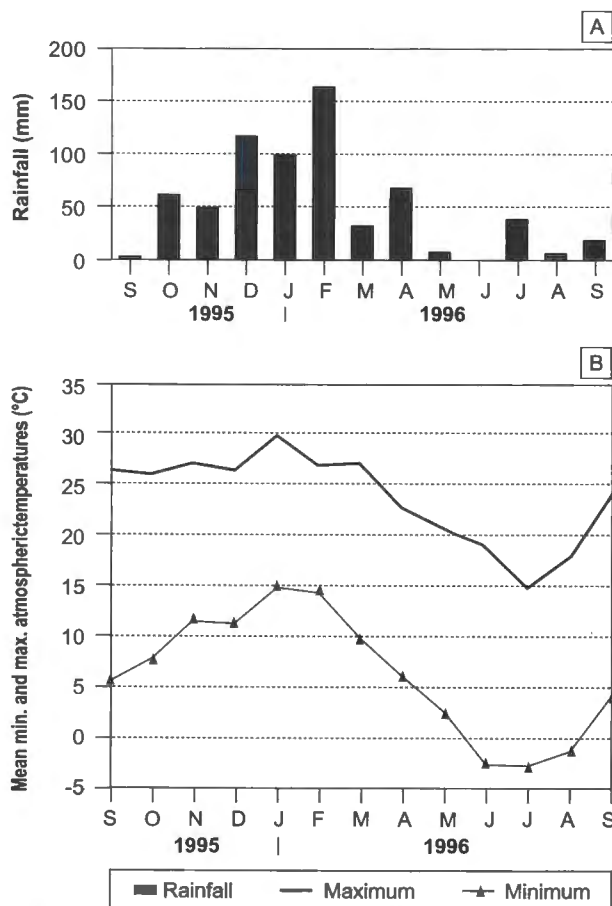 A
Rainfall (mm)
200
150
100
50
0
S O N D J F M A M J J A S
1995 | 1996
B
Mean min. and max. atmospherictemperatures (°C)
35
30
25
20
15
10
5
0
-5
S O N D J F M A M J J A S
1995 | 1996
Rainfall Maximum Minimum